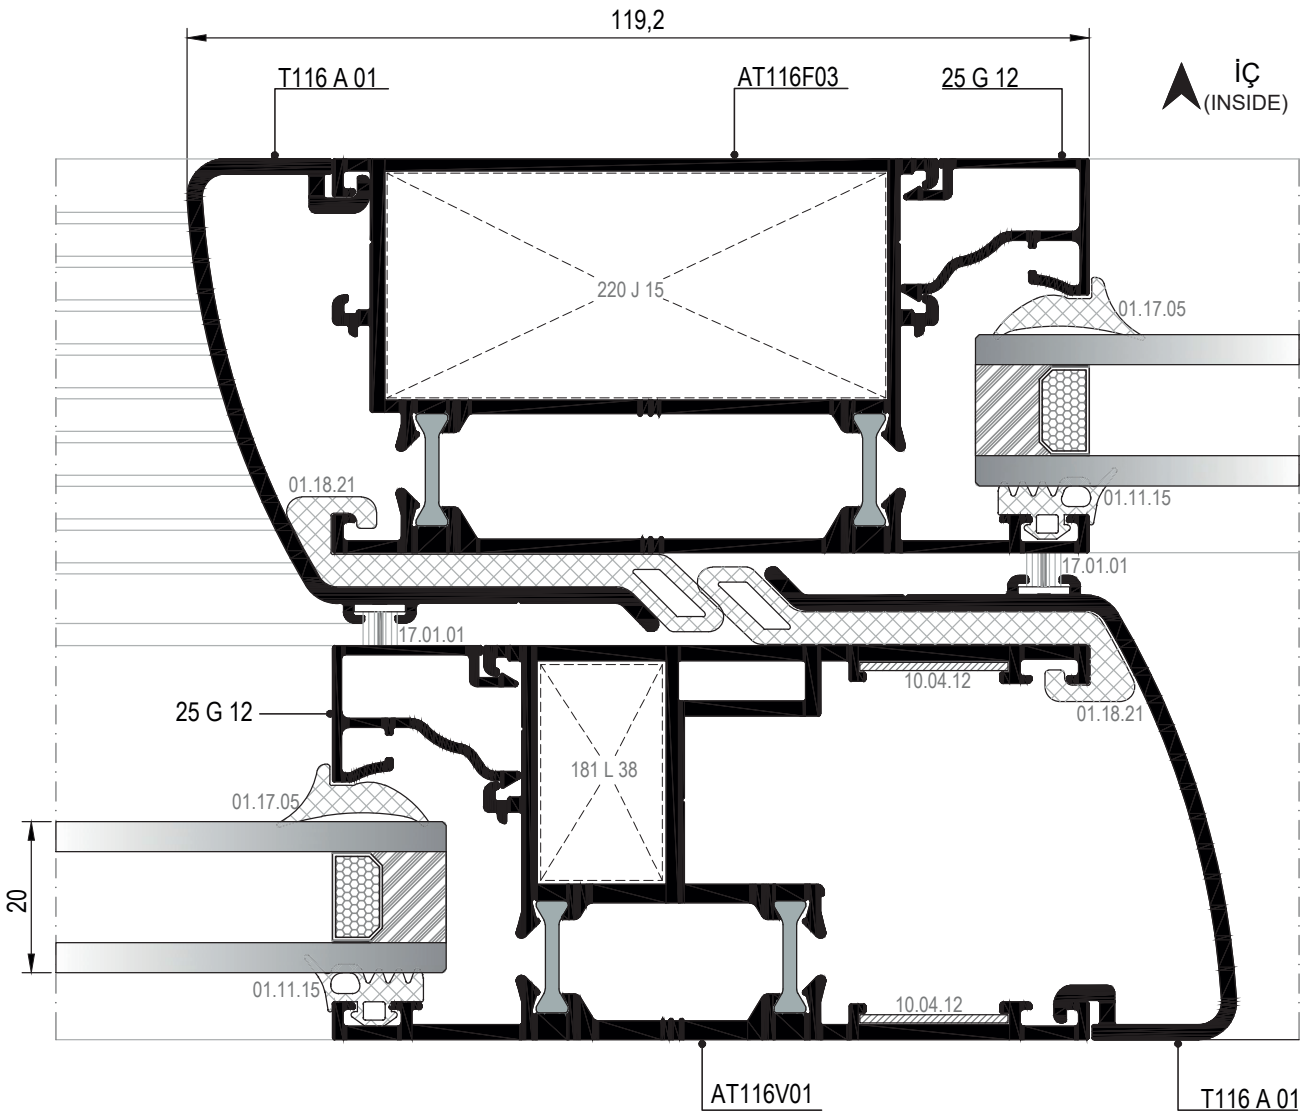 119,2
T116 A 01
AT116F03
25 G 12
İÇ
(INSIDE)
220 J 15
01.17.05
01.18.21
01.11.15
17.01.01
17.01.01
10.04.12
25 G 12
01.18.21
181 L 38
01.17.05
20
01.11.15
10.04.12
AT116V01
T116 A 01